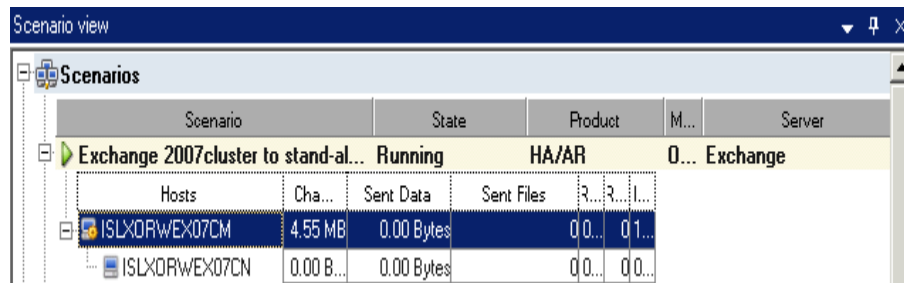 Scenario view
Scenarios
Scenario State Product M... Server
Exchange 2007cluster to stand-al... Running HA/AR O... Exchange
Hosts Cha... Sent Data Sent Files R... R... I...
ISLXORWEX07CM 4.55 MB 0.00 Bytes 0 0... 0 1...
ISLXORWEX07CN 0.00 B... 0.00 Bytes 0 0... 0 0...